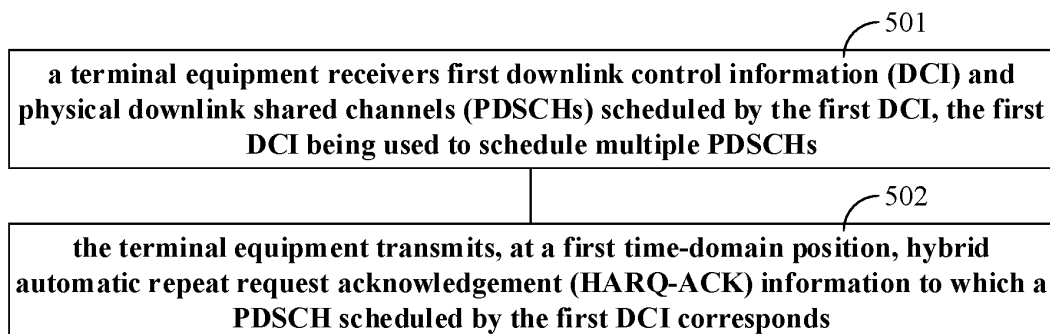 501
a terminal equipment receivers first downlink control information (DCI) and
physical downlink shared channels (PDSCHs) scheduled by the first DCI, the first
DCI being used to schedule multiple PDSCHs
502
the terminal equipment transmits, at a first time-domain position, hybrid
automatic repeat request acknowledgement (HARQ-ACK) information to which a
PDSCH scheduled by the first DCI corresponds